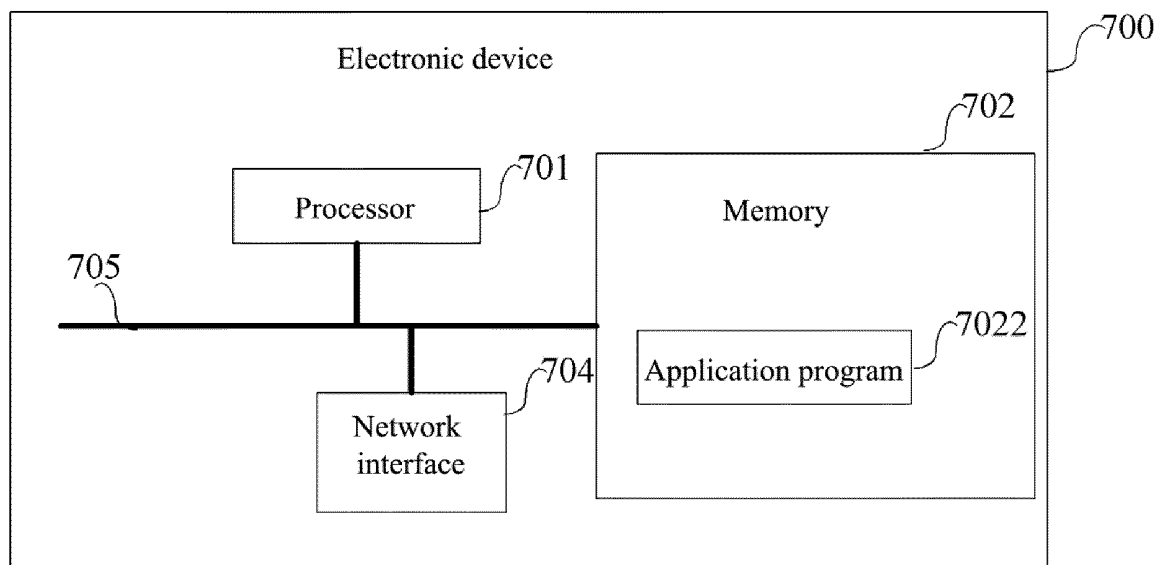 700
Electronic device
702
701
Processor
Memory
705
7022
Application program
704
Network
interface